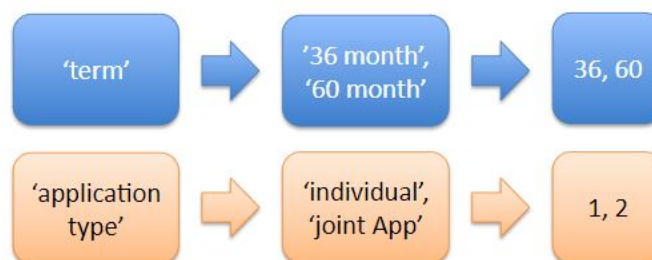 ‘term’
’36 month’,
‘60 month’
36, 60
‘application
type’
‘individual’,
‘joint App’
1, 2